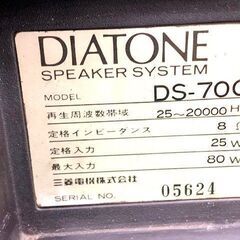 DIATONE
SPEAKER SYSTEM
MODEL DS-70
再生周波数帯域 25~20000 H
定格インピーダンス 8
定格入力 25 W
最大入力 80 W
三菱電機株式会社
SERIAL NO. 05624